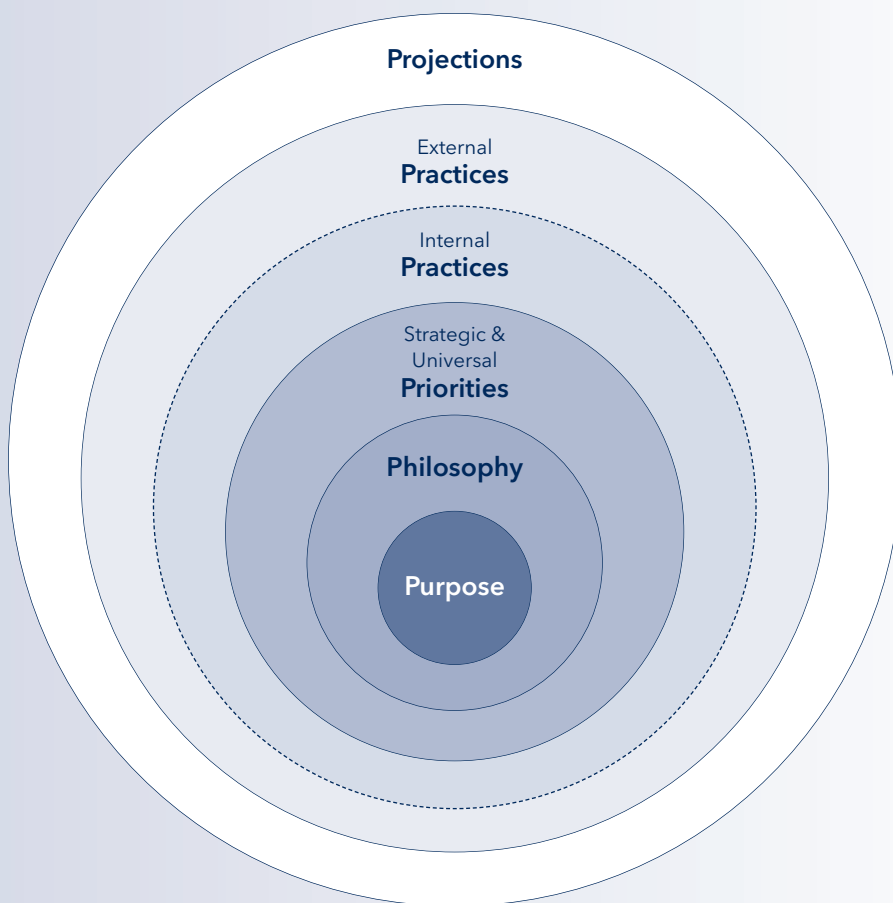 Projections
External
Practices
Internal
Practices
Strategic &
Universal
Priorities
Philosophy
Purpose